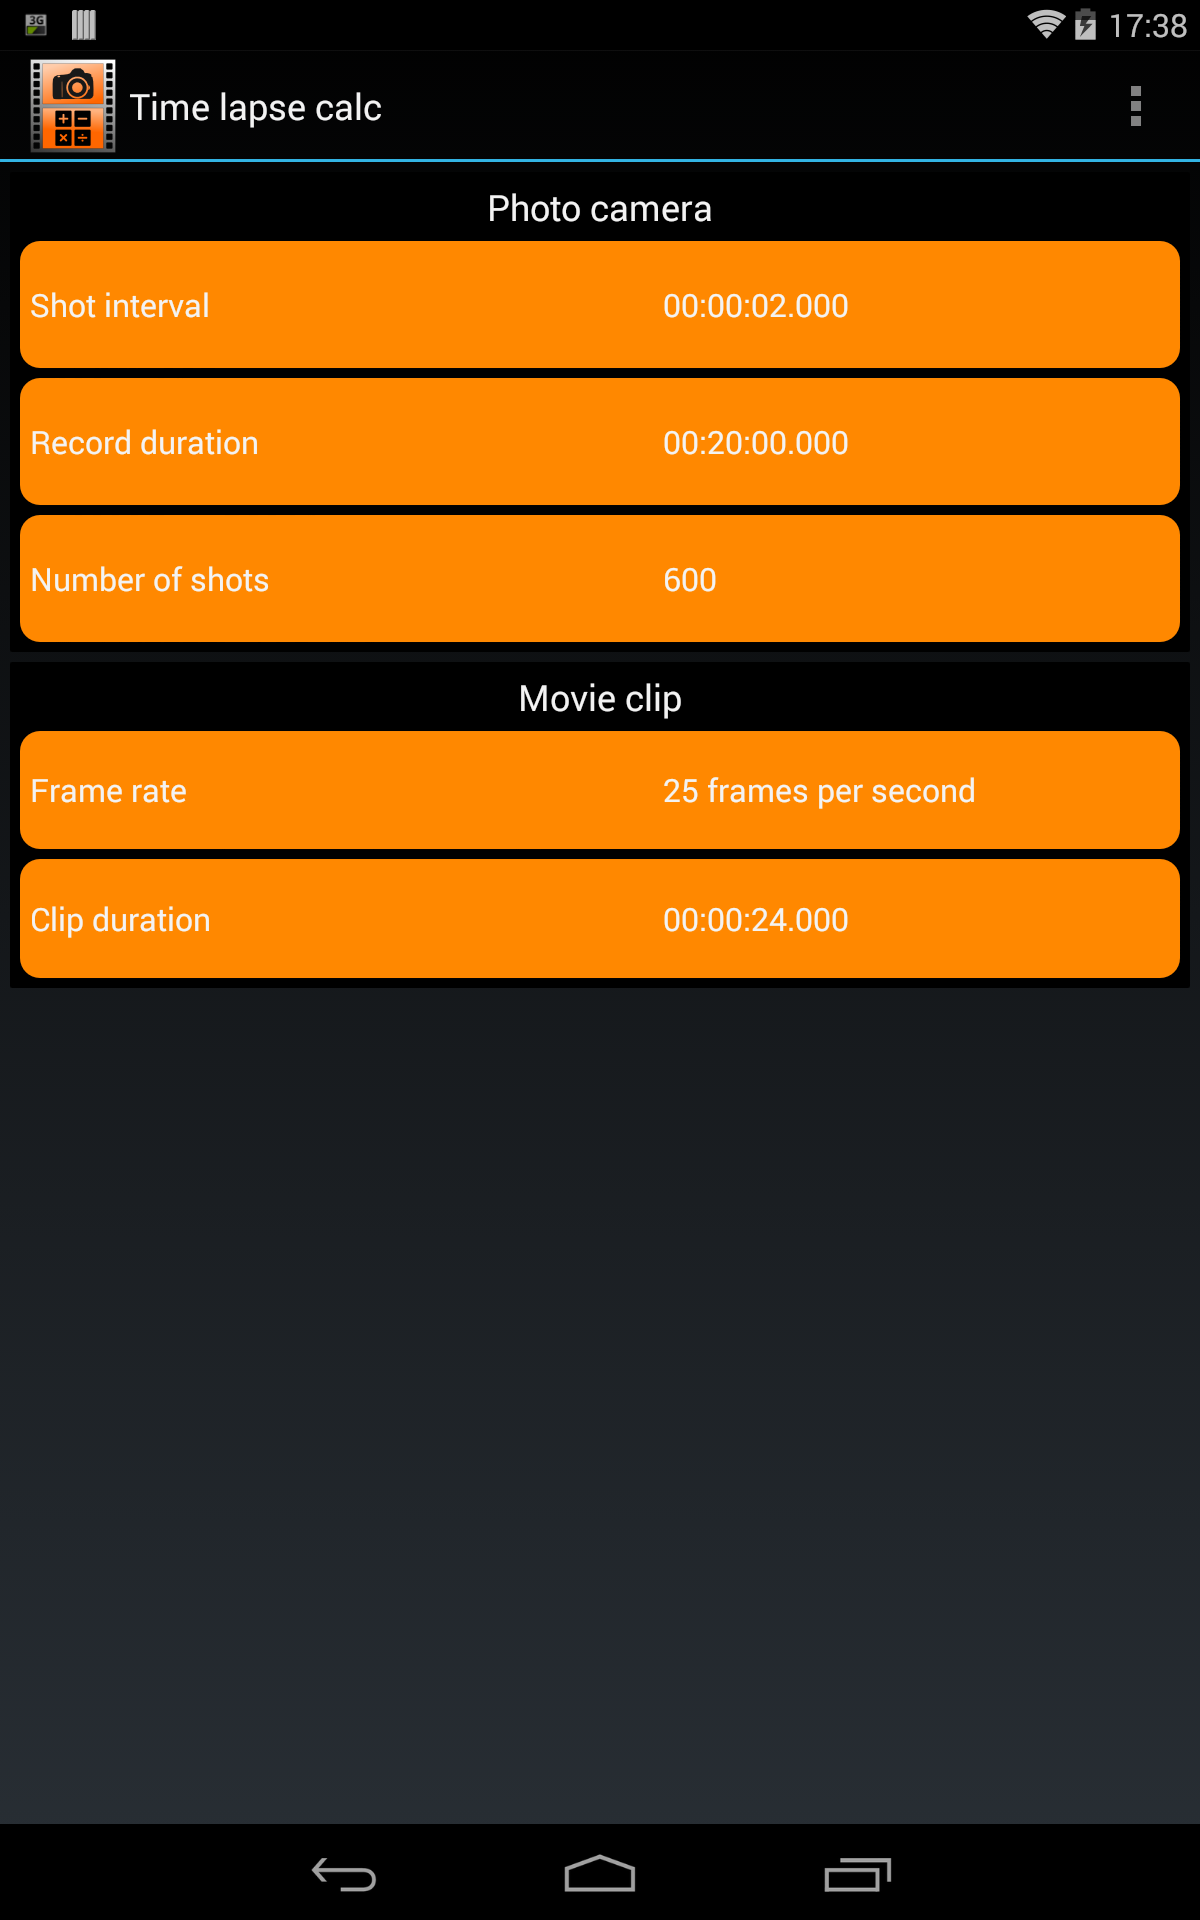 3G
17:38
Time lapse calc
Photo camera
Shot interval 00:00:02.000
Record duration 00:20:00.000
Number of shots 600
Movie clip
Frame rate 25 frames per second
Clip duration 00:00:24.000